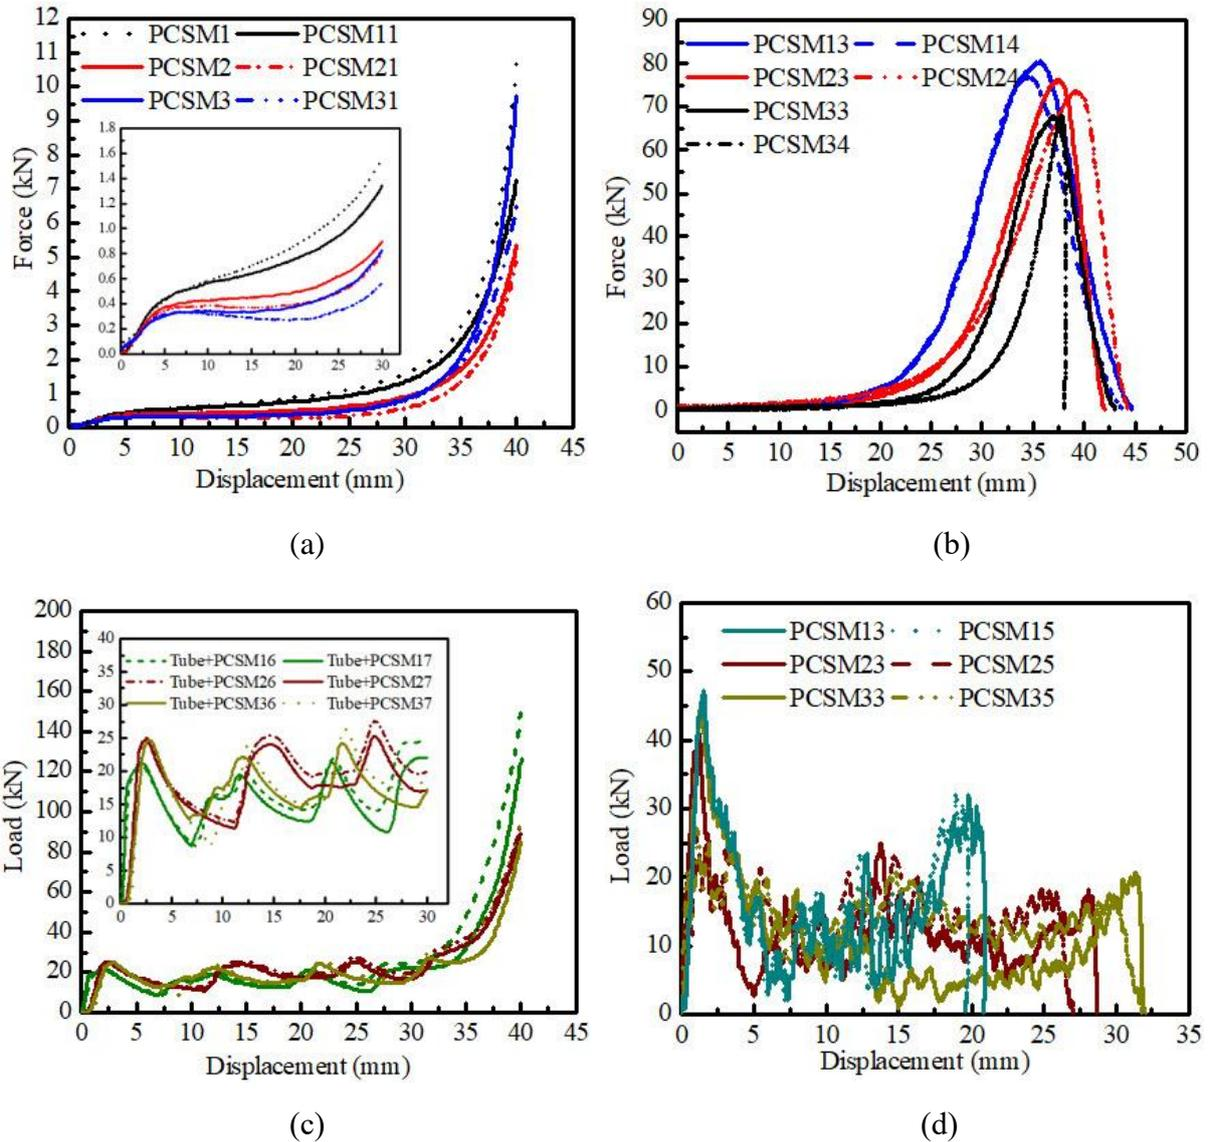 12
11
10
9
8
7
6
5
4
3
2
1
0
Force (kN)
PCSM1 PCSM11
PCSM2 PCSM21
PCSM3 PCSM31
1.8
1.6
1.4
1.2
1.0
0.8
0.6
0.4
0.2
0.0
0 5 10 15 20 25 30
0 5 10 15 20 25 30 35 40 45
Displacement (mm)
(a)
90
80
70
60
50
40
30
20
10
0
Force (kN)
PCSM13 PCSM14
PCSM23 PCSM24
PCSM33
PCSM34
0 5 10 15 20 25 30 35 40 45 50
Displacement (mm)
(b)
200
180
160
140
120
100
80
60
40
20
0
Load (kN)
40
35
30
25
20
15
10
5
0
Tube+PCSM16 Tube+PCSM17
Tube+PCSM26 Tube+PCSM27
Tube+PCSM36 Tube+PCSM37
0 5 10 15 20 25 30
0 5 10 15 20 25 30 35 40 45
Displacement (mm)
(c)
60
50
40
30
20
10
0
Load (kN)
PCSM13 PCSM15
PCSM23 PCSM25
PCSM33 PCSM35
0 5 10 15 20 25 30 35
Displacement (mm)
(d)